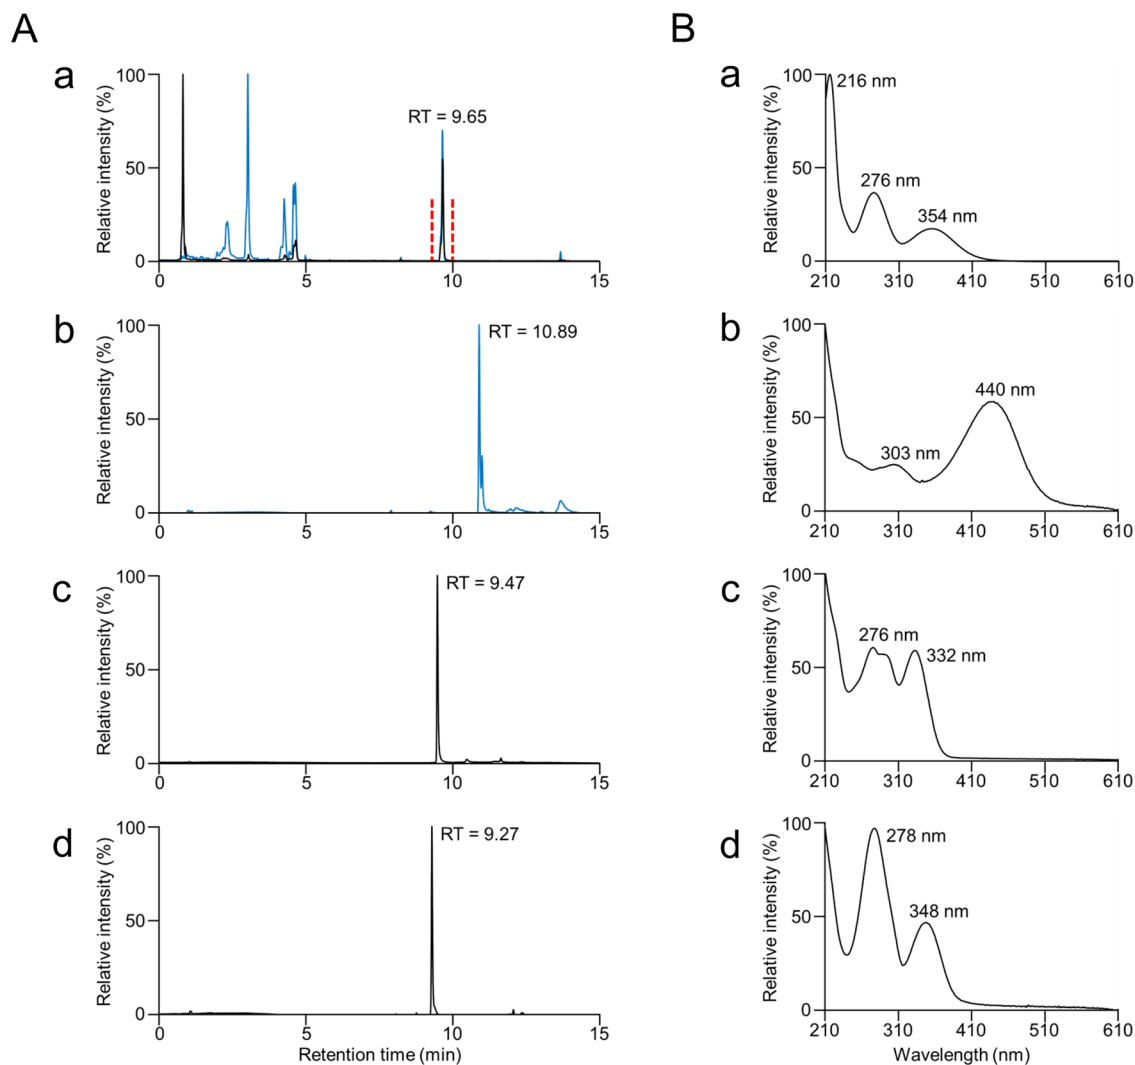 A
B
a
Relative intensity (%)
100
50
0
RT = 9.65
0 5 10 15
a
Relative intensity (%)
100
50
0
216 nm
276 nm
354 nm
210 310 410 510 610
b
Relative intensity (%)
100
50
0
RT = 10.89
0 5 10 15
b
Relative intensity (%)
100
50
0
440 nm
303 nm
210 310 410 510 610
c
Relative intensity (%)
100
50
0
RT = 9.47
0 5 10 15
c
Relative intensity (%)
100
50
0
276 nm
332 nm
210 310 410 510 610
d
Relative intensity (%)
100
50
0
RT = 9.27
0 5 10 15
Retention time (min)
d
Relative intensity (%)
100
50
0
278 nm
348 nm
210 310 410 510 610
Wavelength (nm)